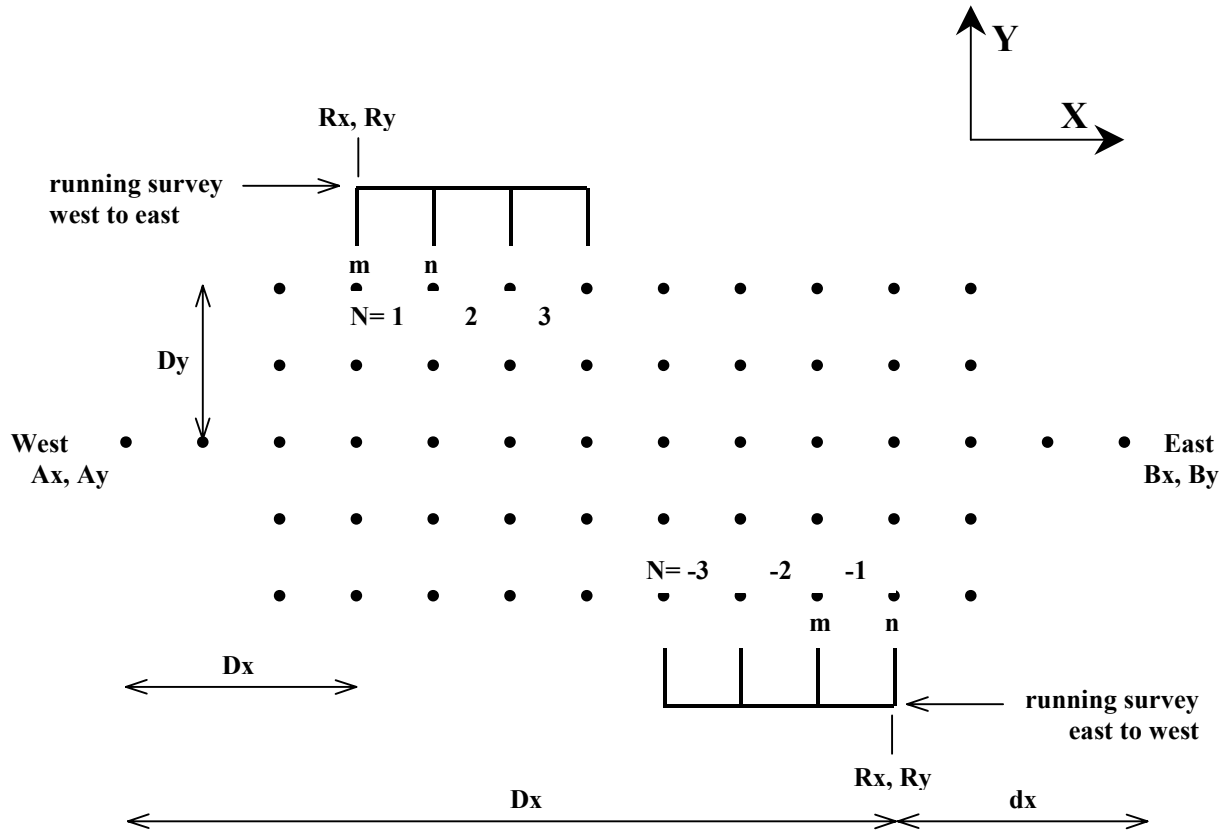 Y
X
Rx, Ry
running survey
west to east
m n
N= 1 2 3
Dy
West East
Ax, Ay Bx, By
N= -3 -2 -1
m n
Dx
running survey
east to west
Rx, Ry
Dx dx